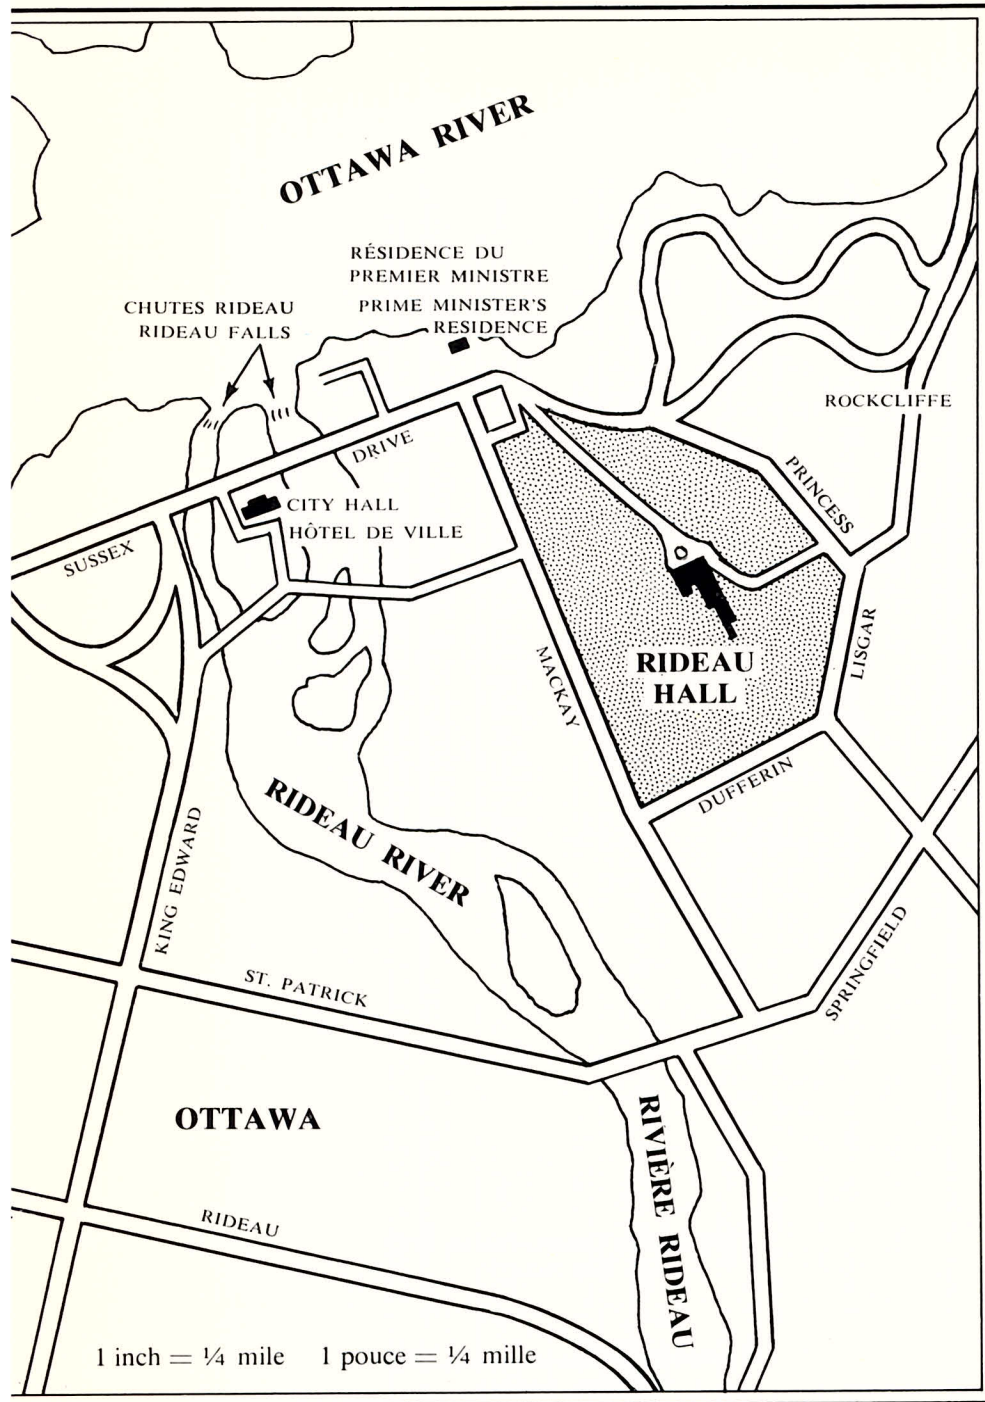 OTTAWA RIVER
RÉSIDENCE DU
PREMIER MINISTRE
PRIME MINISTER'S
RESIDENCE
CHUTES RIDEAU
RIDEAU FALLS
ROCKCLIFFE
DRIVE
PRINCESS
CITY HALL
HÔTEL DE VILLE
SUSSEX
LISGAR
RIDEAU
HALL
MACKAY
DUFFERIN
RIDEAU RIVER
KING EDWARD
SPRINGFIELD
ST. PATRICK
OTTAWA
RIVIÈRE RIDEAU
RIDEAU
1 inch = ¼ mile 1 pouce = ¼ mille